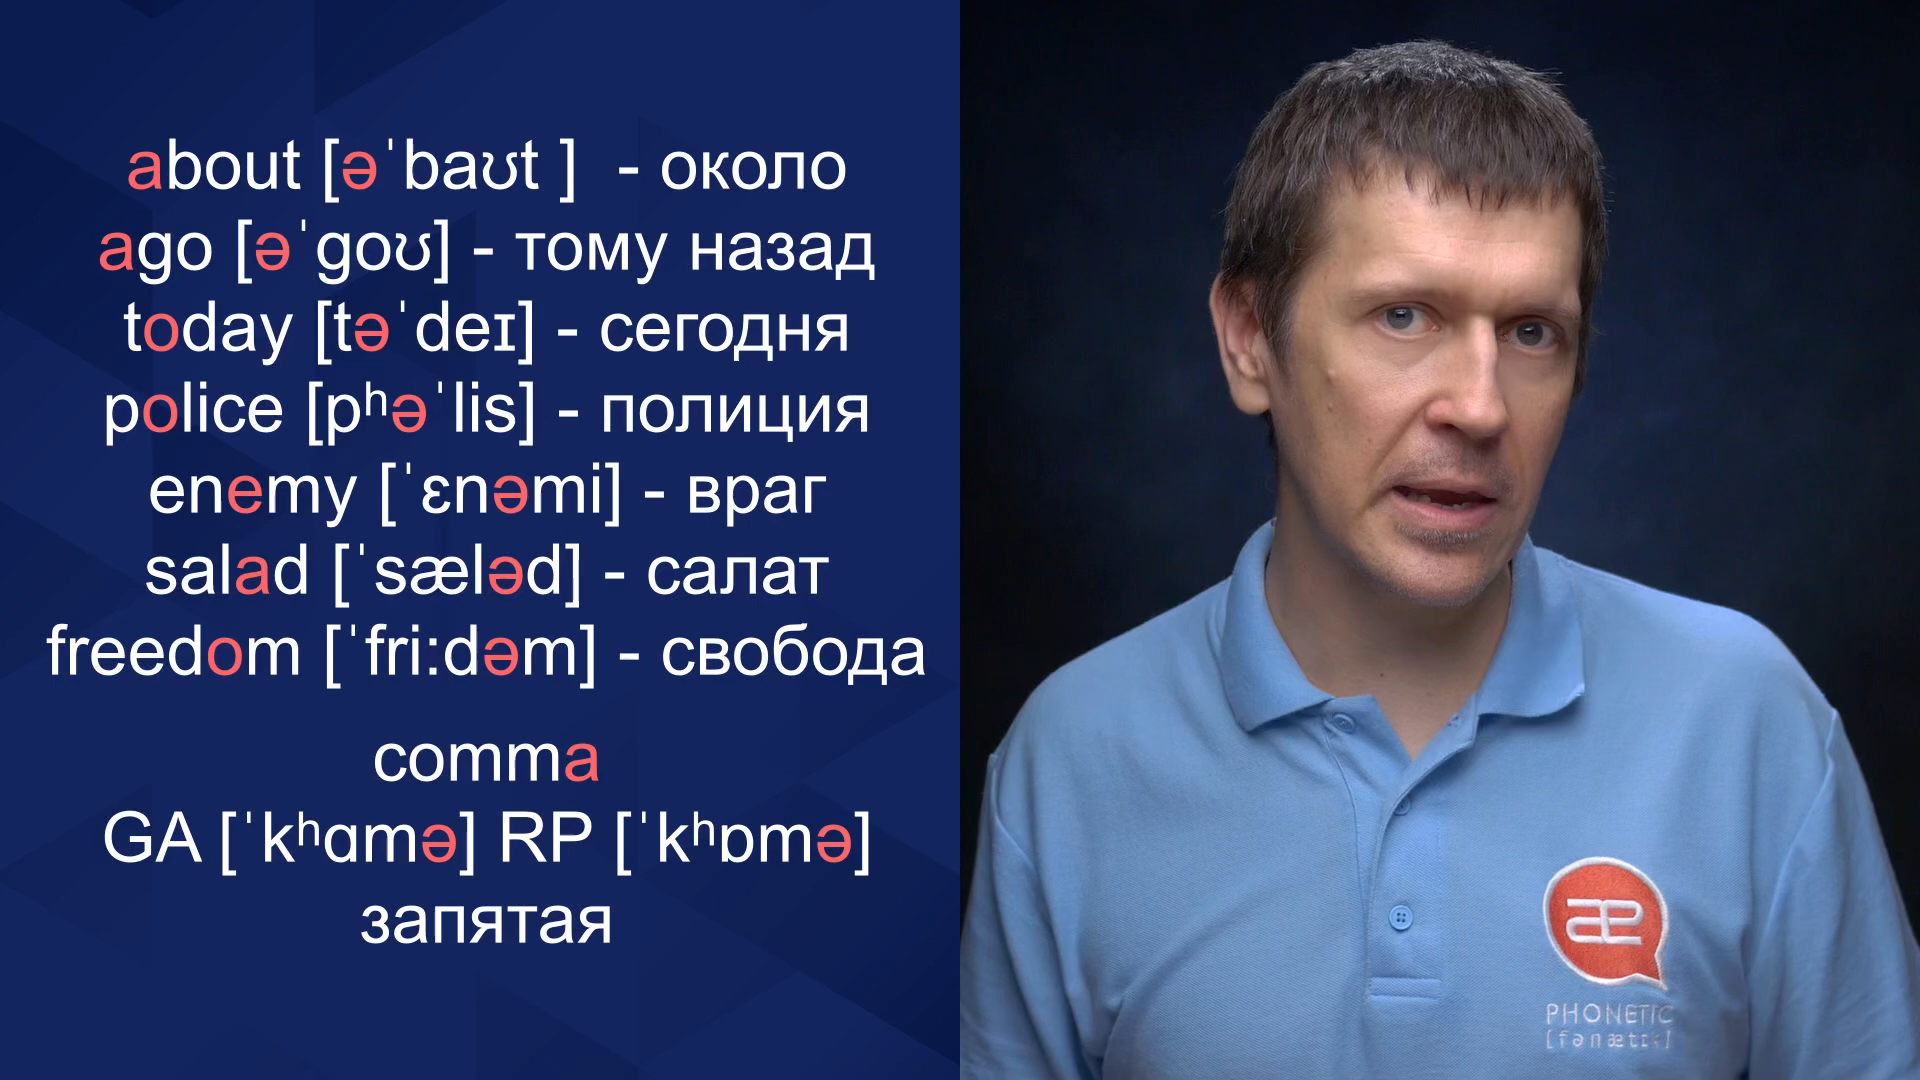 about [əˈbaʊt ] - около
ago [əˈgoʊ] - тому назад
today [təˈdeɪ] - сегодня
police [pʰəˈlis] - полиция
enemy [ˈɛnəmi] - враг
salad [ˈsæləd] - салат
freedom [ˈfri:dəm] - свобода
comma
GA [ˈkʰɑmə] RP [ˈkʰɒmə]
запятая
æ
PHONETIC
[fənætɪk]